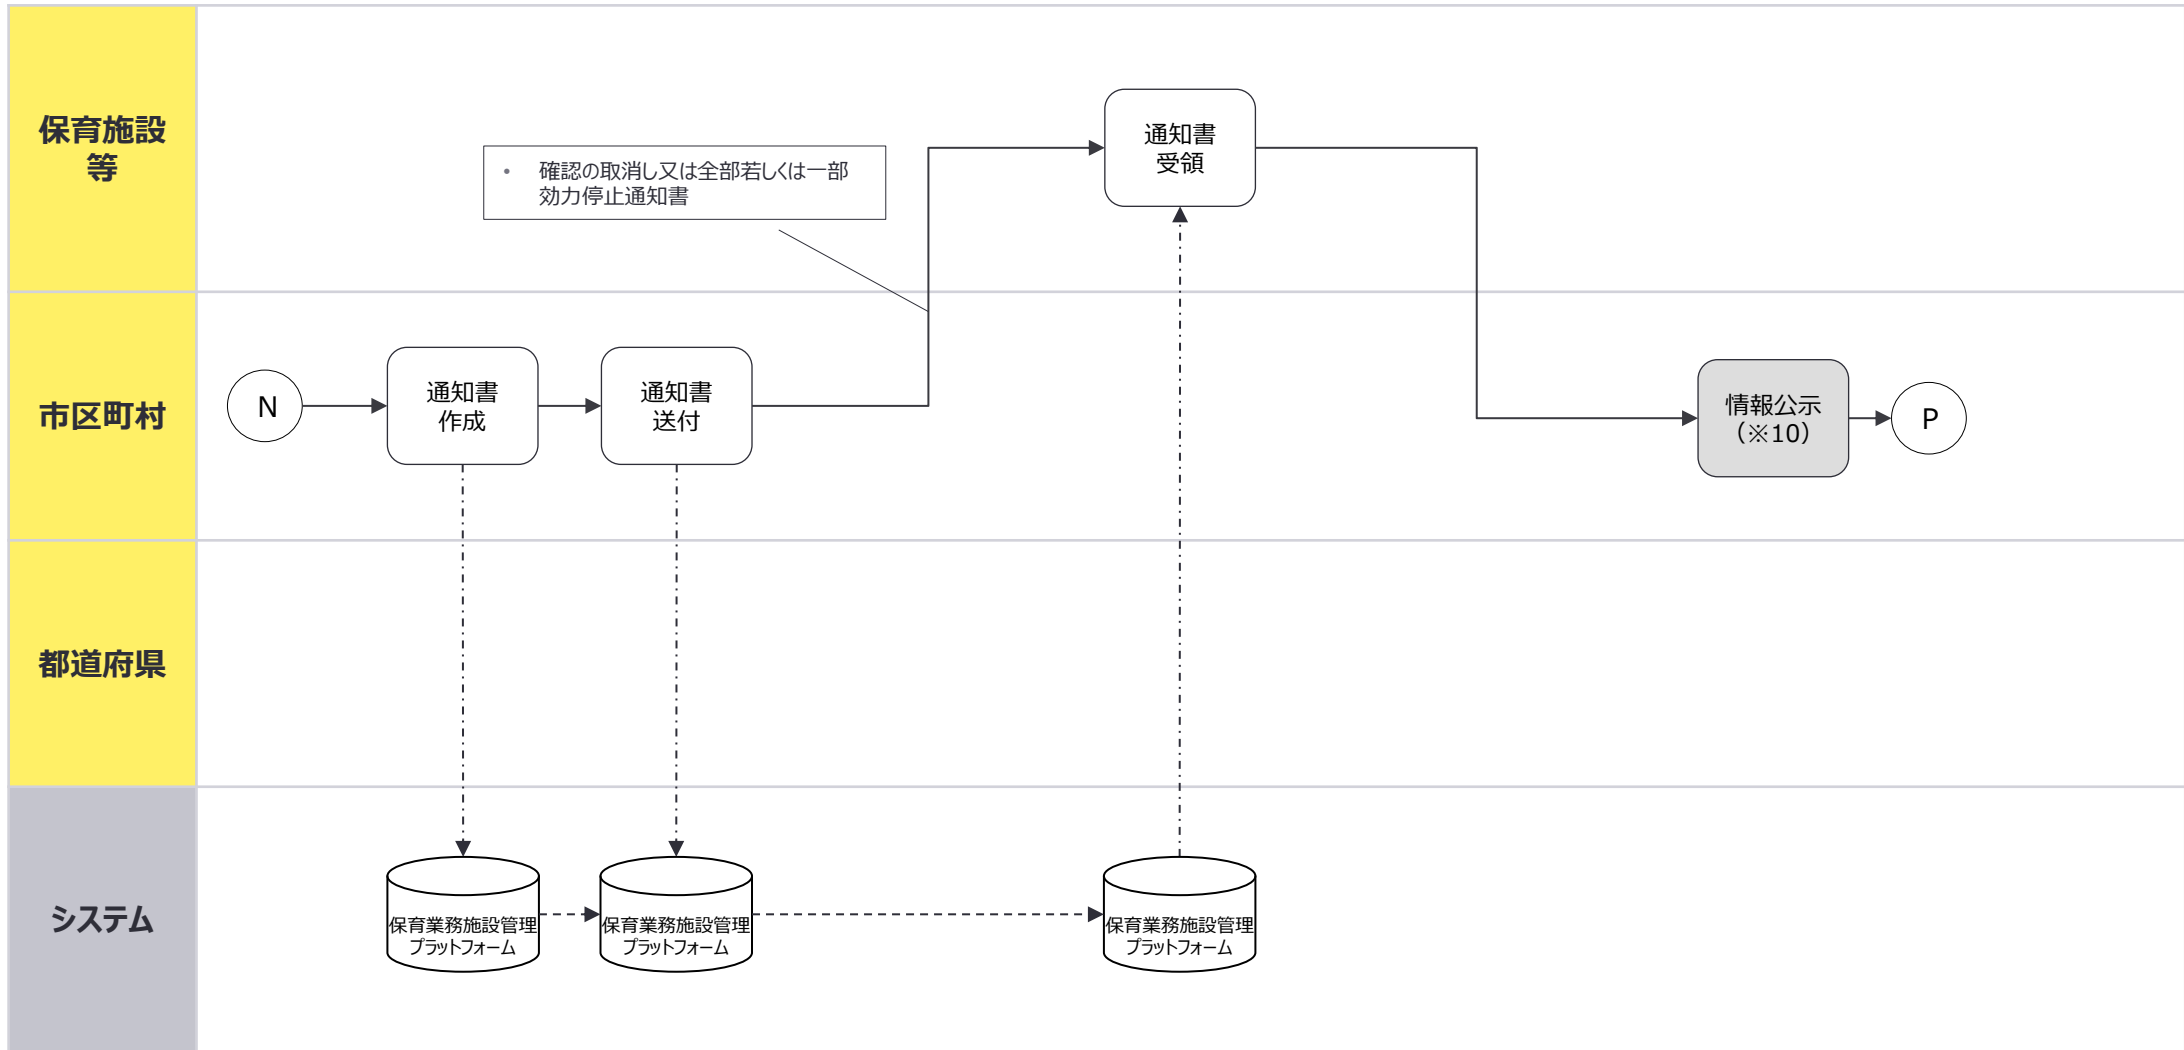 保育施設
等
通知書
受領
• 確認の取消し又は全部若しくは一部
効力停止通知書
市区町村
N
通知書
作成
通知書
送付
情報公示
（※10）
P
都道府県
システム
保育業務施設管理
プラットフォーム
保育業務施設管理
プラットフォーム
保育業務施設管理
プラットフォーム